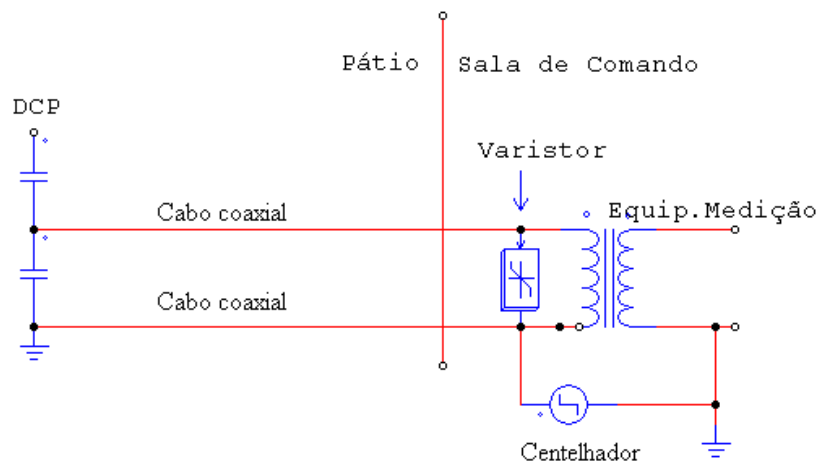 Pátio
Sala de Comando
DCP
Varistor
Cabo coaxial
Equip.Medição
Cabo coaxial
Centelhador